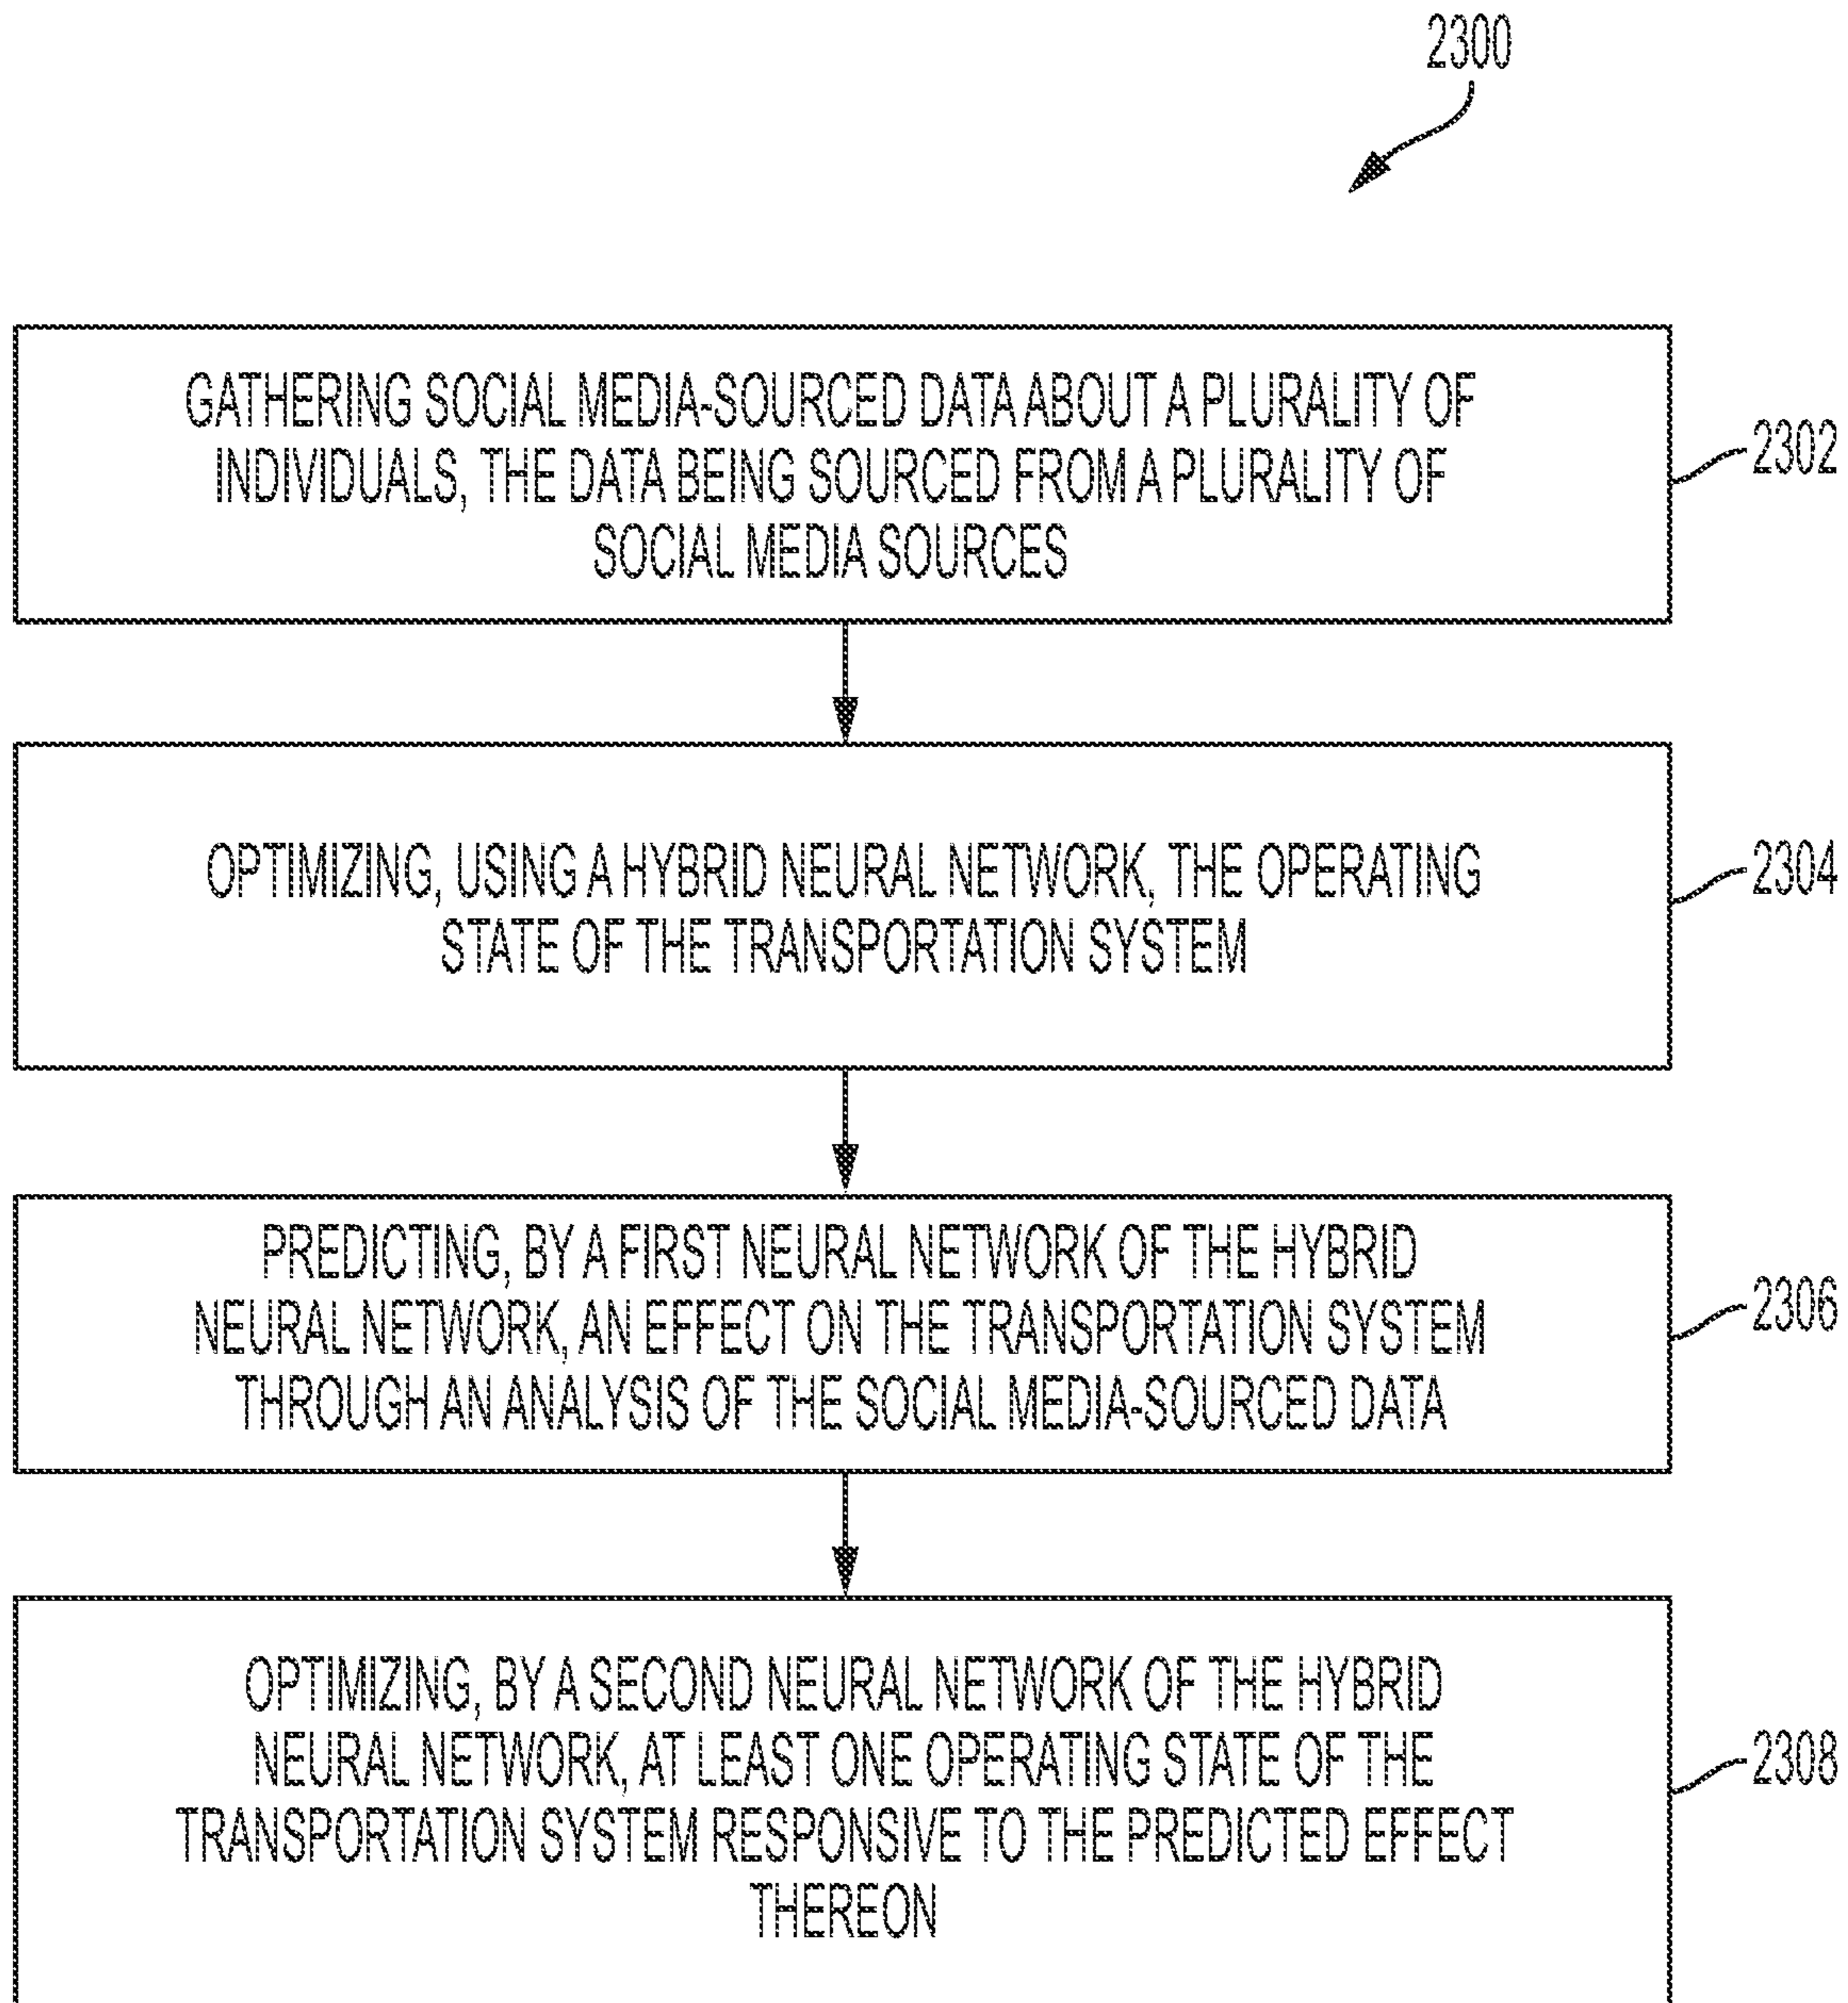 2300
GATHERING SOCIAL MEDIA-SOURCED DATA ABOUT A PLURALITY OF
INDIVIDUALS, THE DATA BEING SOURCED FROM A PLURALITY OF
SOCIAL MEDIA SOURCES
2302
OPTIMIZING, USING A HYBRID NEURAL NETWORK, THE OPERATING
STATE OF THE TRANSPORTATION SYSTEM
2304
PREDICTING, BY A FIRST NEURAL NETWORK OF THE HYBRID
NEURAL NETWORK, AN EFFECT ON THE TRANSPORTATION SYSTEM
THROUGH AN ANALYSIS OF THE SOCIAL MEDIA-SOURCED DATA
2306
OPTIMIZING, BY A SECOND NEURAL NETWORK OF THE HYBRID
NEURAL NETWORK, AT LEAST ONE OPERATING STATE OF THE
TRANSPORTATION SYSTEM RESPONSIVE TO THE PREDICTED EFFECT
THEREON
2308